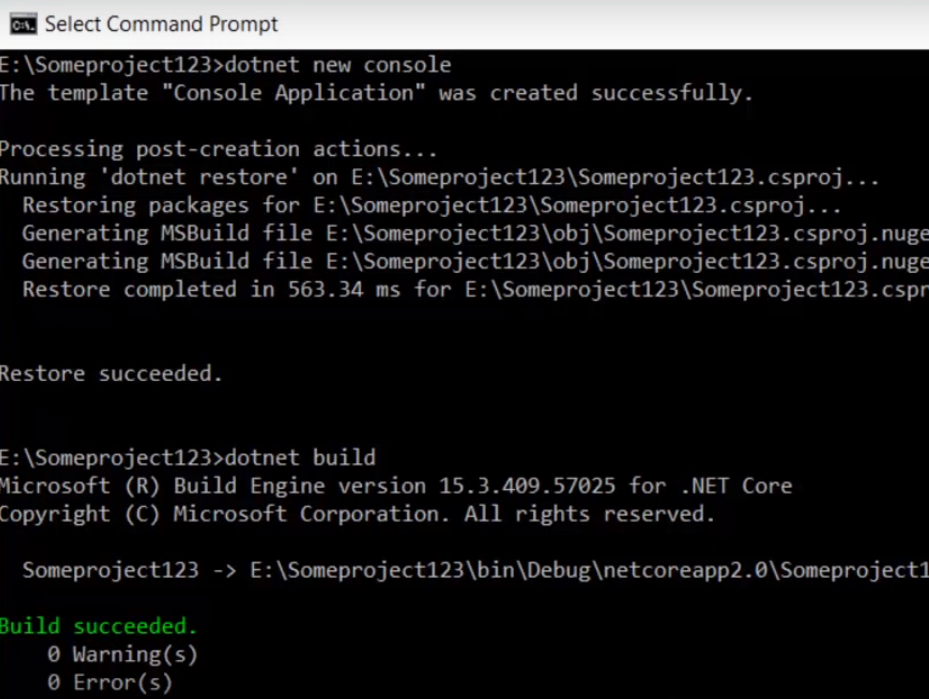 Select Command Prompt
E:\Someproject123>dotnet new console
The template "Console Application" was created successfully.
Processing post-creation actions...
Running 'dotnet restore' on E:\Someproject123\Someproject123.csproj...
Restoring packages for E:\Someproject123\Someproject123.csproj...
Generating MSBuild file E:\Someproject123\obj\Someproject123.csproj.nuge
Generating MSBuild file E:\Someproject123\obj\Someproject123.csproj.nuge
Restore completed in 563.34 ms for E:\Someproject123\Someproject123.cspr
Restore succeeded.
E:\Someproject123>dotnet build
Microsoft (R) Build Engine version 15.3.409.57025 for .NET Core
Copyright (C) Microsoft Corporation. All rights reserved.
Someproject123 -> E:\Someproject123\bin\Debug\netcoreapp2.0\Someproject1
Build succeeded.
0 Warning(s)
0 Error(s)